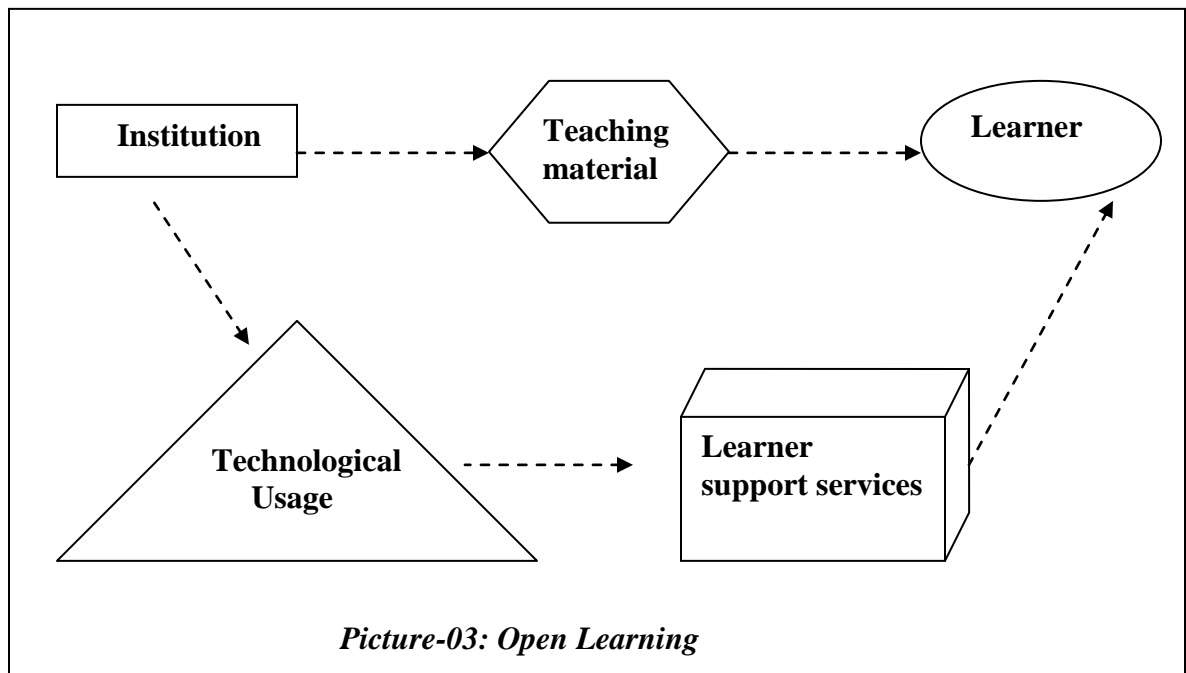 Institution
Teaching
material
Learner
Technological
Usage
Learner
support services
Picture-03: Open Learning